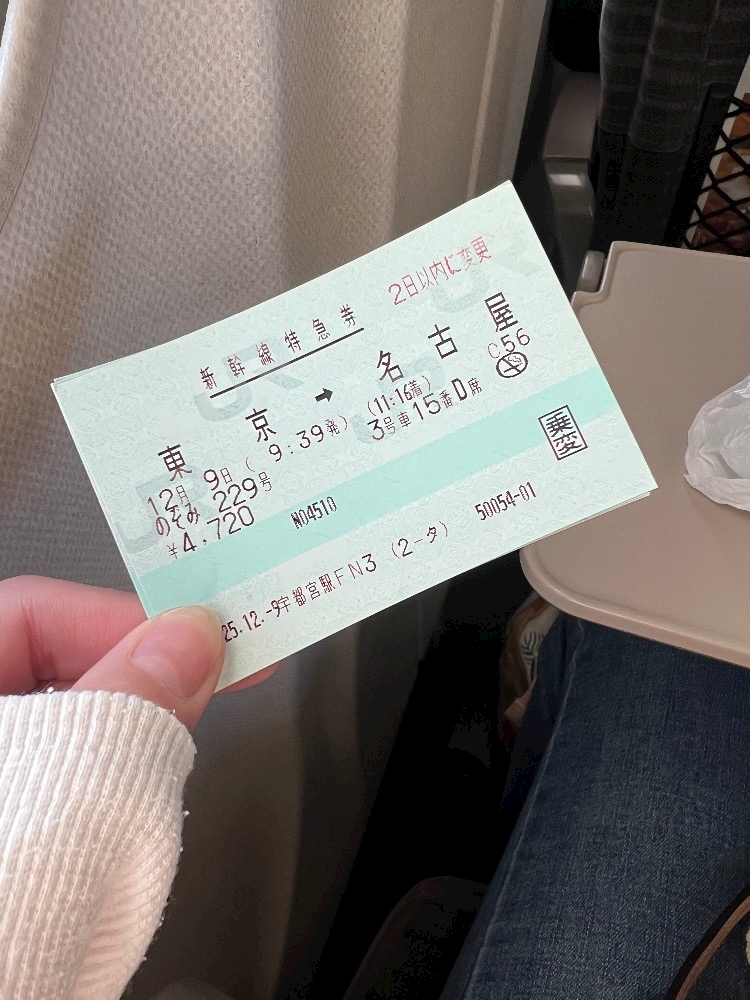 新幹線特急券 2日以内に変更
東京 ➡ 名古屋
12月 9日 ( 9:39発) (11:16着) C56
のぞみ 229号 3号車15番D席
¥4,720 乗変
N04510
25.12.-9宇都宮駅FN3 (2-タ) 50054-01